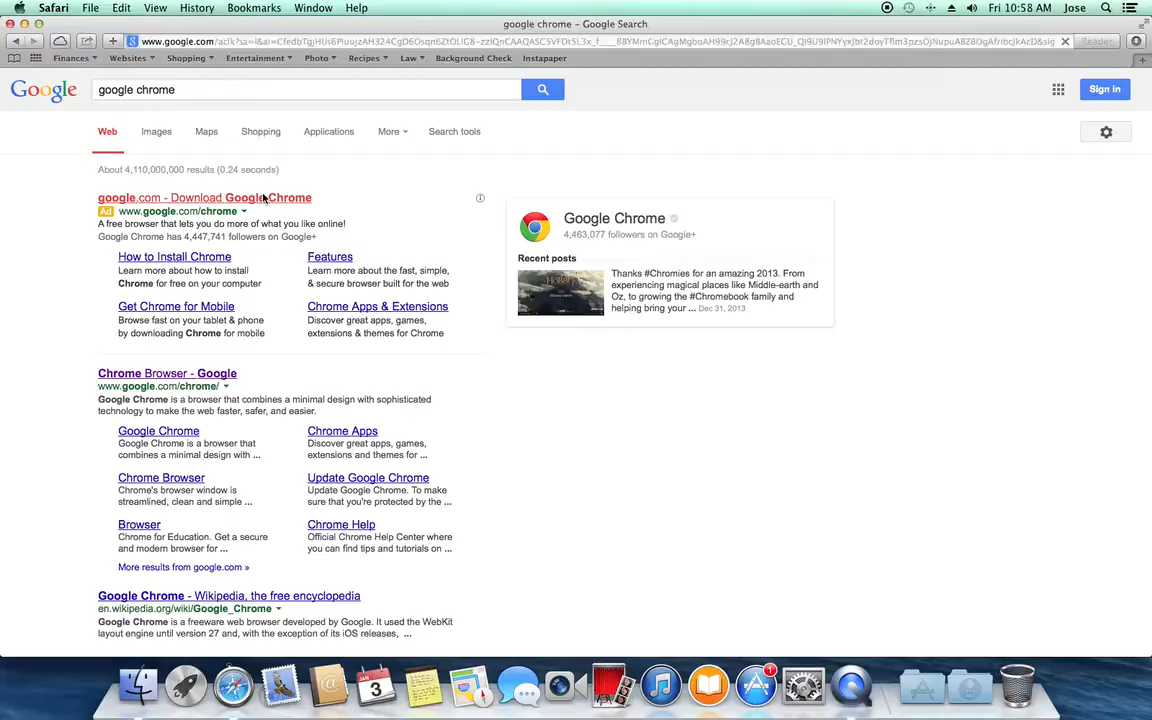 Safari File Edit View History Bookmarks Window Help Fri 10:58 AM Jose
google chrome - Google Search
Reader
Finances Websites Shopping Entertainment Photo Recipes Law Background Check Instapaper
Google google chrome Sign in
Web Images Maps Shopping Applications More Search tools
About 4,110,000,000 results (0.24 seconds)
google.com - Download Google Chrome
Ad www.google.com/chrome
A free browser that lets you do more of what you like online!
Google Chrome has 4,447,741 followers on Google+
How to Install Chrome
Learn more about how to install
Chrome for free on your computer
Features
Learn more about the fast, simple,
& secure browser built for the web
Get Chrome for Mobile
Browse fast on your tablet & phone
by downloading Chrome for mobile
Chrome Apps & Extensions
Discover great apps, games,
extensions & themes for Chrome
Google Chrome
4,463,077 followers on Google+
Recent posts
Thanks #Chromies for an amazing 2013. From
experiencing magical places like Middle-earth and
Oz, to growing the #Chromebook family and
helping bring your ... Dec 31, 2013
Chrome Browser - Google
www.google.com/chrome/
Google Chrome is a browser that combines a minimal design with sophisticated
technology to make the web faster, safer, and easier.
Google Chrome
Google Chrome is a browser that
combines a minimal design with ...
Chrome Apps
Discover great apps, games,
extensions and themes for ...
Chrome Browser
Chrome's browser window is
streamlined, clean and simple ...
Update Google Chrome
Update Google Chrome. To make
sure that you're protected by the ...
Browser
Chrome for Education. Get a secure
and modern browser for ...
Chrome Help
Official Chrome Help Center where
you can find tips and tutorials on ...
More results from google.com »
Google Chrome - Wikipedia, the free encyclopedia
en.wikipedia.org/wiki/Google_Chrome
Google Chrome is a freeware web browser developed by Google. It used the WebKit
layout engine until version 27 and, with the exception of its iOS releases, ...
JAN
3
1